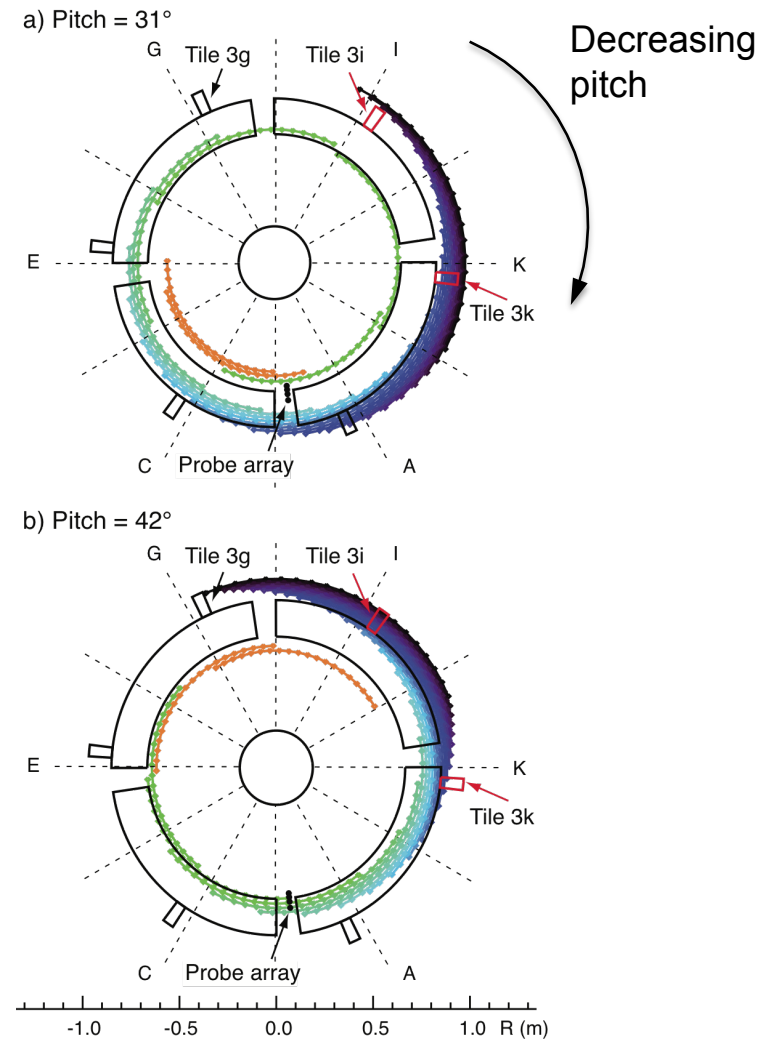 a) Pitch = 31°
Decreasing
pitch
G
Tile 3g
Tile 3i
I
E
K
Tile 3k
C
Probe array
A
b) Pitch = 42°
G
Tile 3g
Tile 3i
I
E
K
Tile 3k
C
Probe array
A
-1.0 -0.5 0.0 0.5 1.0 R (m)